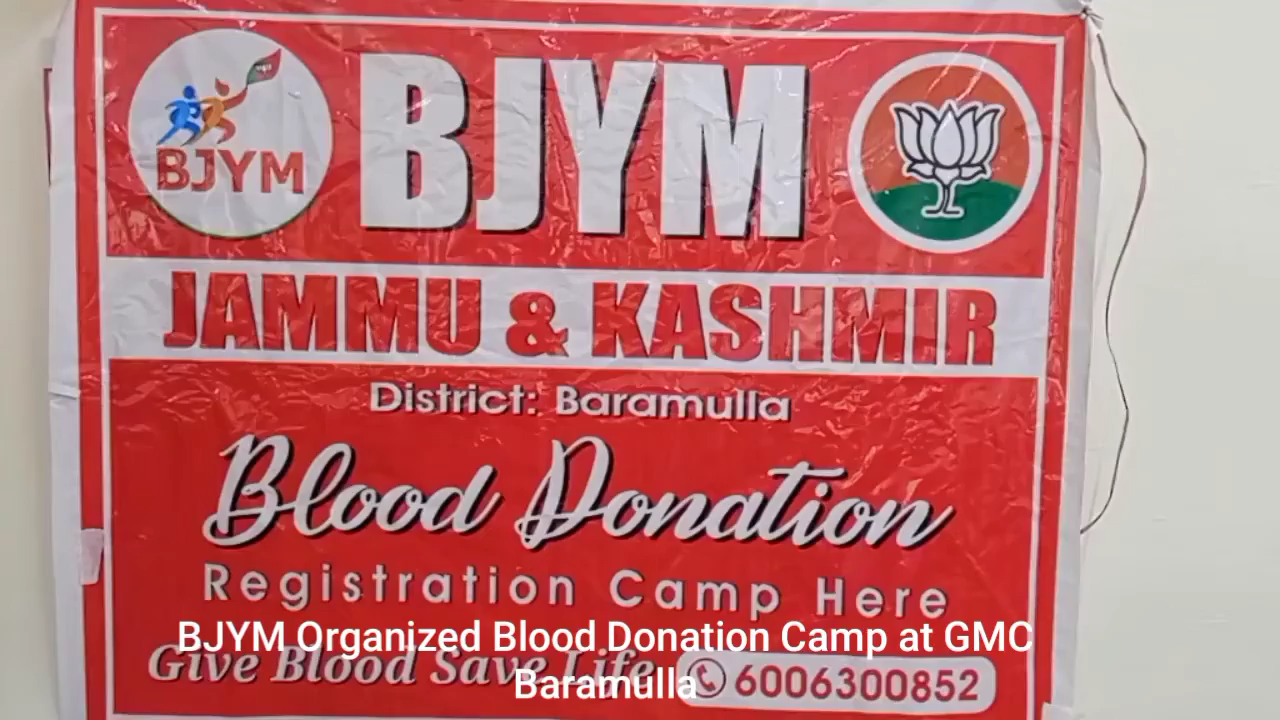 BJYM
BJYM
JAMMU & KASHMIR
District: Baramulla
Blood Donation
Registration Camp Here
BJYM Organized Blood Donation Camp at GMC
Baramulla
Give Blood Save Life
6006300852